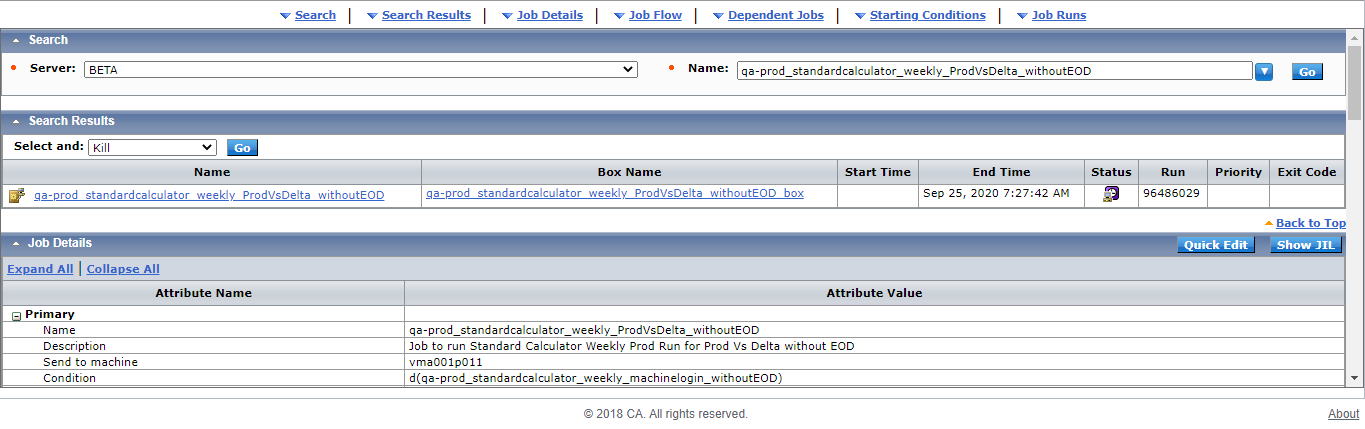 Search | Search Results | Job Details | Job Flow | Dependent Jobs | Starting Conditions | Job Runs
Search
Server: BETA Name: qa-prod_standardcalculator_weekly_ProdVsDelta_withoutEOD Go
Search Results
Select and: Kill Go
Name Box Name Start Time End Time Status Run Priority Exit Code
qa-prod_standardcalculator_weekly_ProdVsDelta_withoutEOD qa-prod_standardcalculator_weekly_ProdVsDelta_withoutEOD_box Sep 25, 2020 7:27:42 AM 96486029
Back to Top
Job Details Quick Edit Show JIL
Expand All | Collapse All
Attribute Name Attribute Value
Primary
Name qa-prod_standardcalculator_weekly_ProdVsDelta_withoutEOD
Description Job to run Standard Calculator Weekly Prod Run for Prod Vs Delta without EOD
Send to machine vma001p011
Condition d(qa-prod_standardcalculator_weekly_machinelogin_withoutEOD)
© 2018 CA. All rights reserved. About